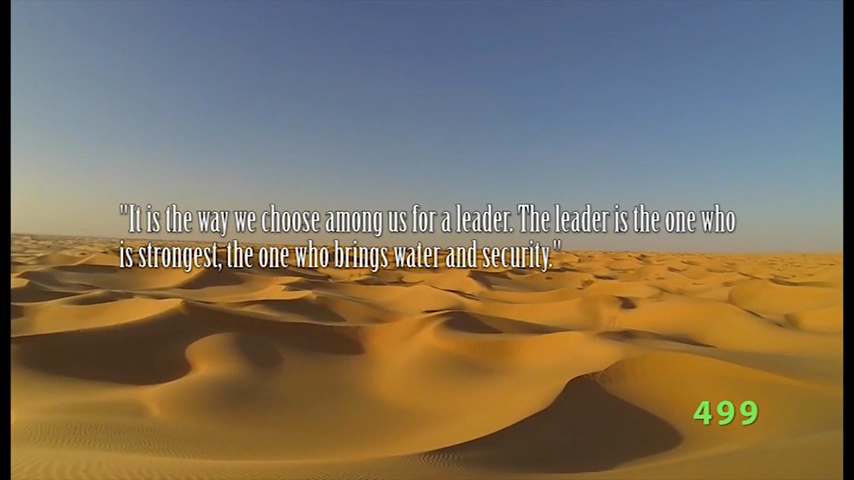 "It is the way we choose among us for a leader. The leader is the one who
is strongest, the one who brings water and security."
499